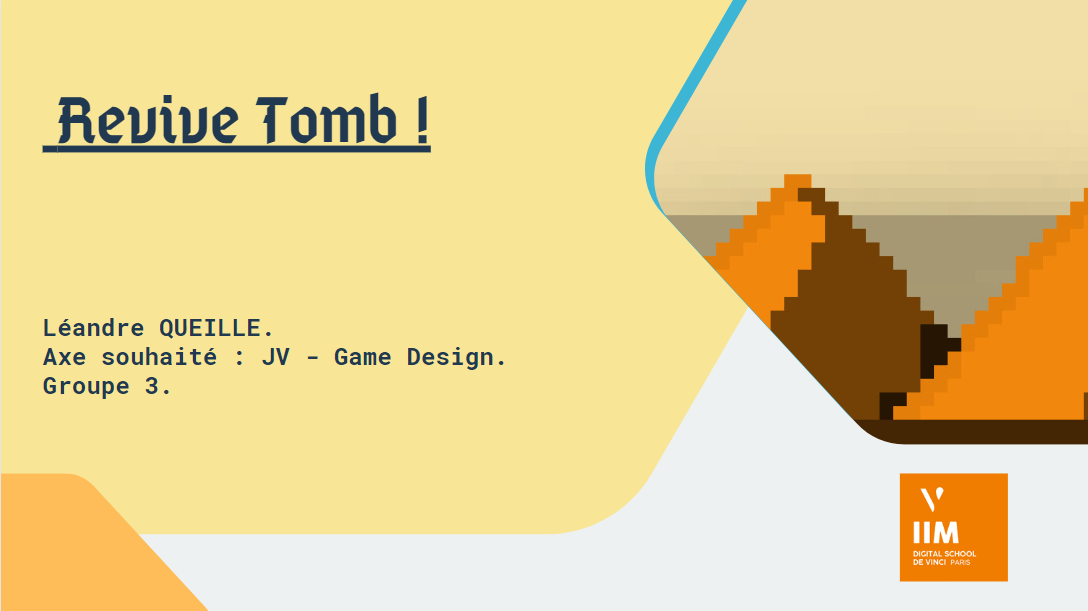 Revive Tomb !
Léandre QUEILLE.
Axe souhaité : JV - Game Design.
Groupe 3.
IIM
DIGITAL SCHOOL
DE VINCI PARIS